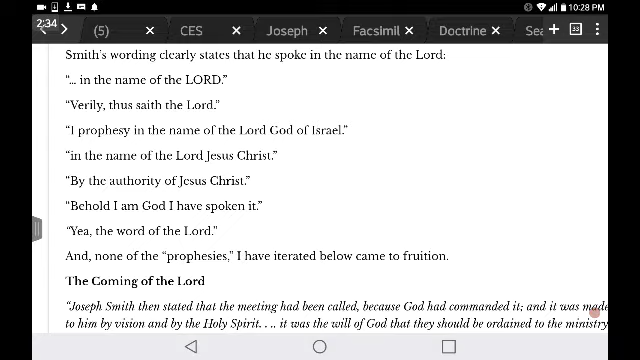 10:28 PM
2:34
(5)
CES
Joseph
Facsimil
Doctrine
Sea
33
Smith's wording clearly states that he spoke in the name of the Lord:
“... in the name of the LORD.”
“Verily, thus saith the Lord.”
“I prophesy in the name of the Lord God of Israel.”
“in the name of the Lord Jesus Christ.”
“By the authority of Jesus Christ.”
“Behold I am God I have spoken it.”
“Yea, the word of the Lord.”
And, none of the “prophesies,” I have iterated below came to fruition.
The Coming of the Lord
“Joseph Smith then stated that the meeting had been called, because God had commanded it; and it was made
to him by vision and by the Holy Spirit. . .. it was the will of God that they should be ordained to the ministry